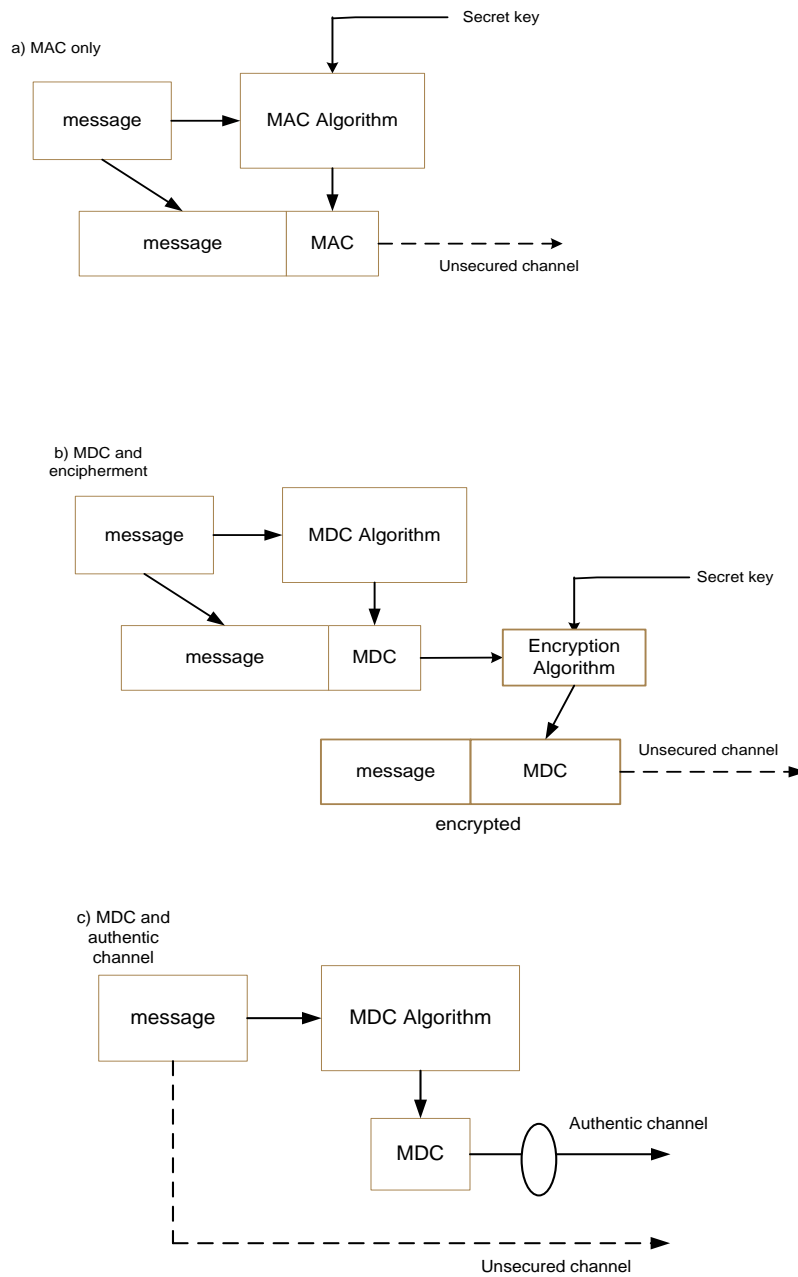 Secret key
a) MAC only
message
MAC Algorithm
message
MAC
Unsecured channel
b) MDC and
encipherment
message
MDC Algorithm
Secret key
message
MDC
Encryption
Algorithm
message
MDC
Unsecured channel
encrypted
c) MDC and
authentic
channel
message
MDC Algorithm
MDC
Authentic channel
Unsecured channel